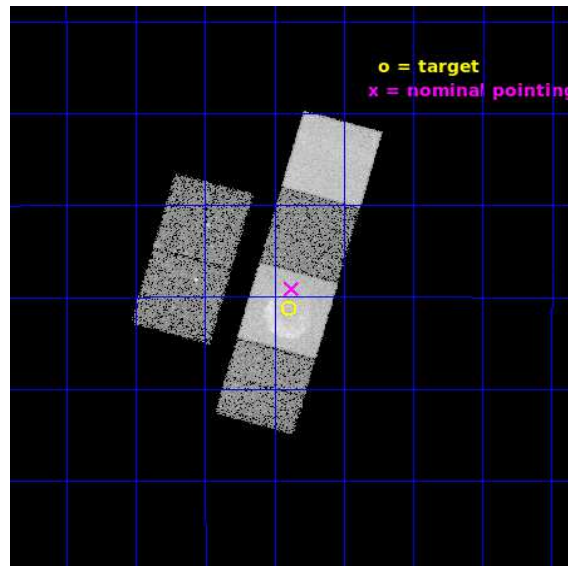 o = target
x = nominal pointing